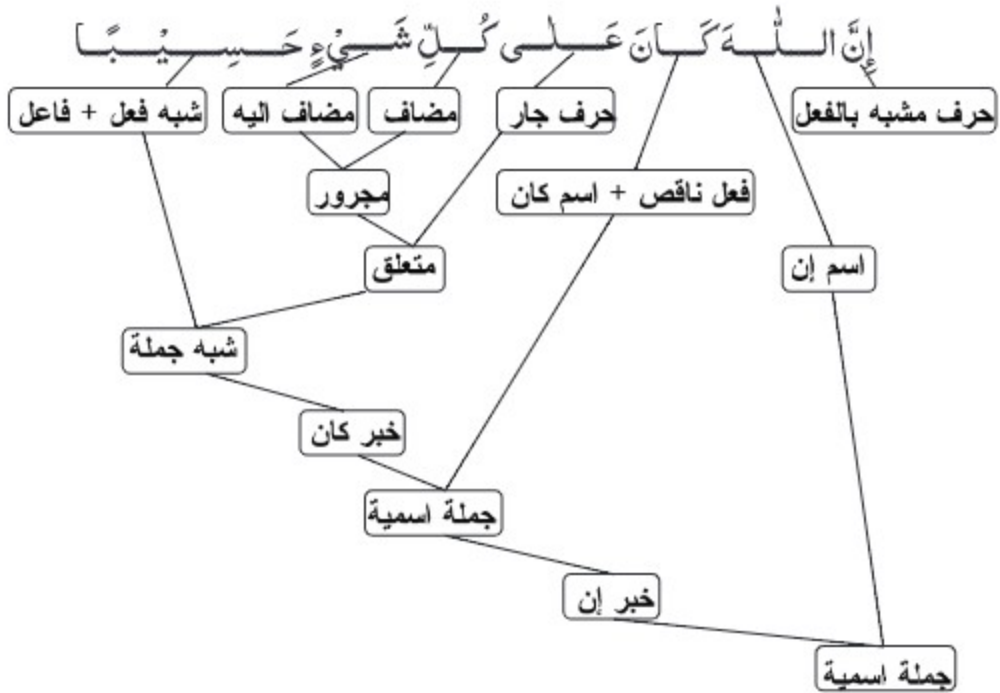 إِنَّ اللّٰهَ كَانَ عَلٰى كُلِّ شَيْءٍ حَسِيْبًا
حرف مشبه بالفعل
حرف جار
مضاف
مضاف اليه
شبه فعل + فاعل
فعل ناقص + اسم كان
مجرور
اسم إن
متعلق
شبه جملة
خبر كان
جملة اسمية
خبر إن
جملة اسمية